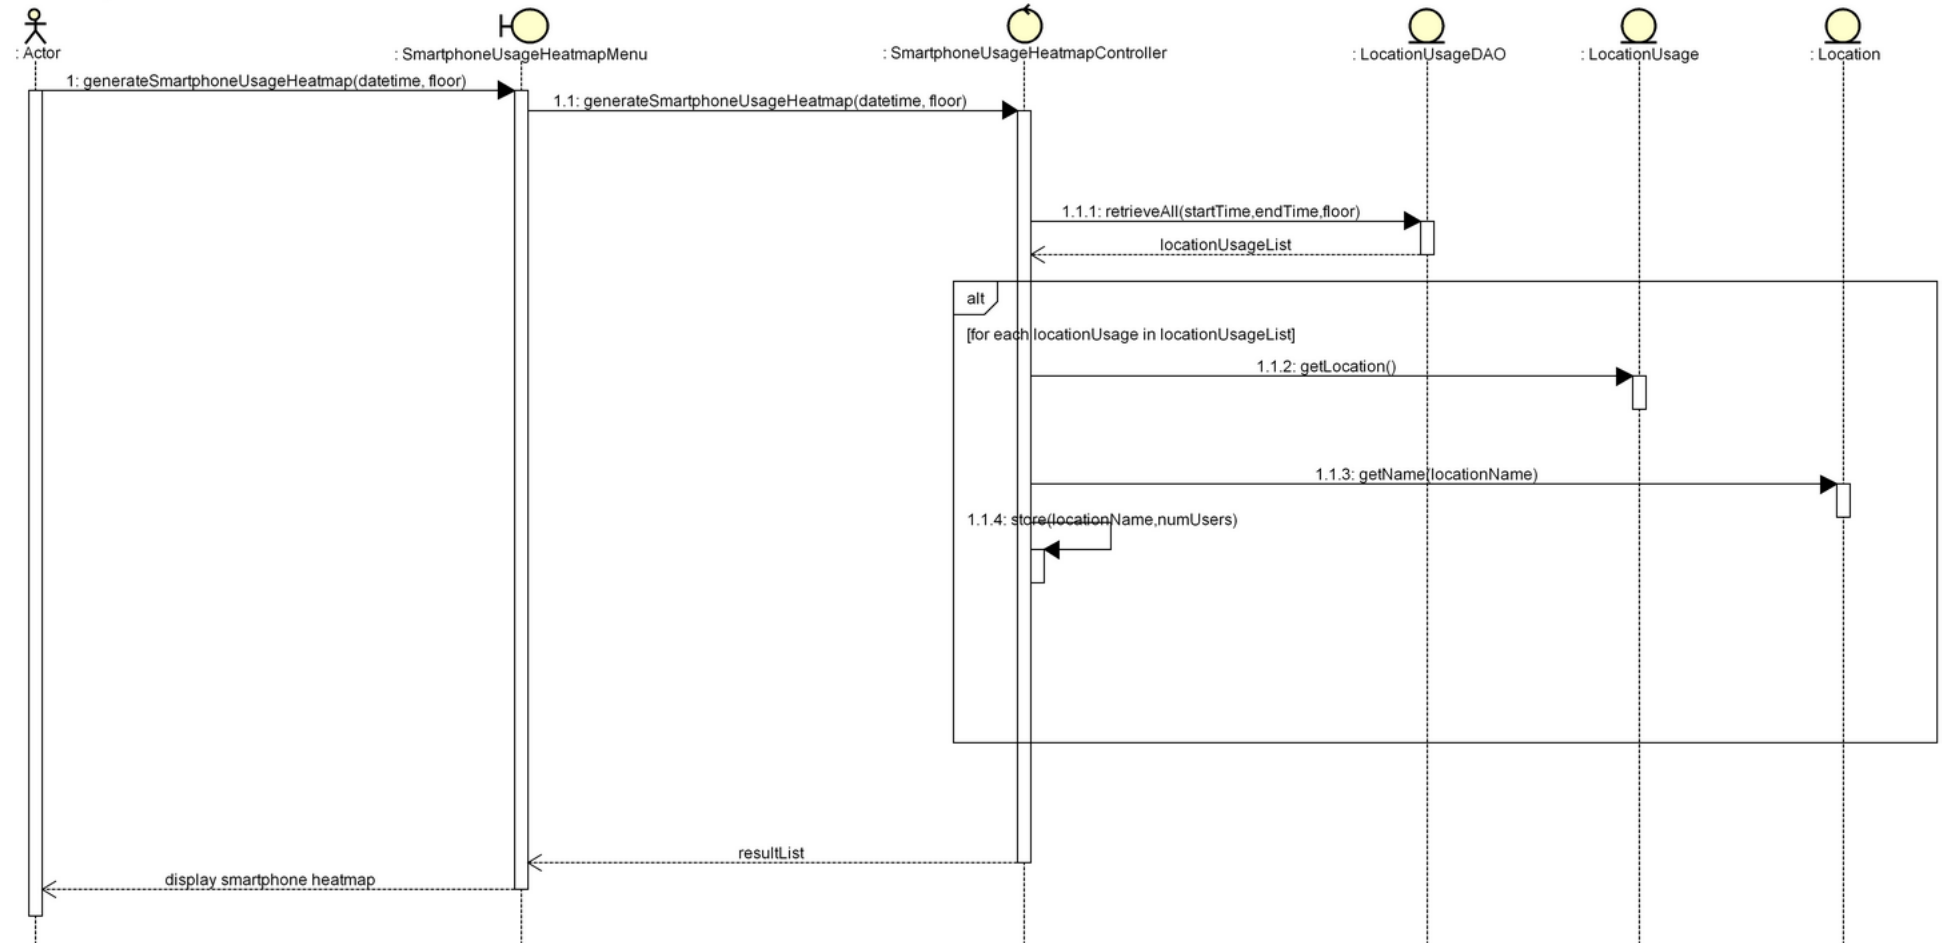 : Actor
: SmartphoneUsageHeatmapMenu
: SmartphoneUsageHeatmapController
: LocationUsageDAO
: LocationUsage
: Location
1: generateSmartphoneUsageHeatmap(datetime, floor)
1.1: generateSmartphoneUsageHeatmap(datetime, floor)
1.1.1: retrieveAll(startTime,endTime,floor)
locationUsageList
alt
[for each locationUsage in locationUsageList]
1.1.2: getLocation()
1.1.3: getName(locationName)
1.1.4: store(locationName,numUsers)
resultList
display smartphone heatmap